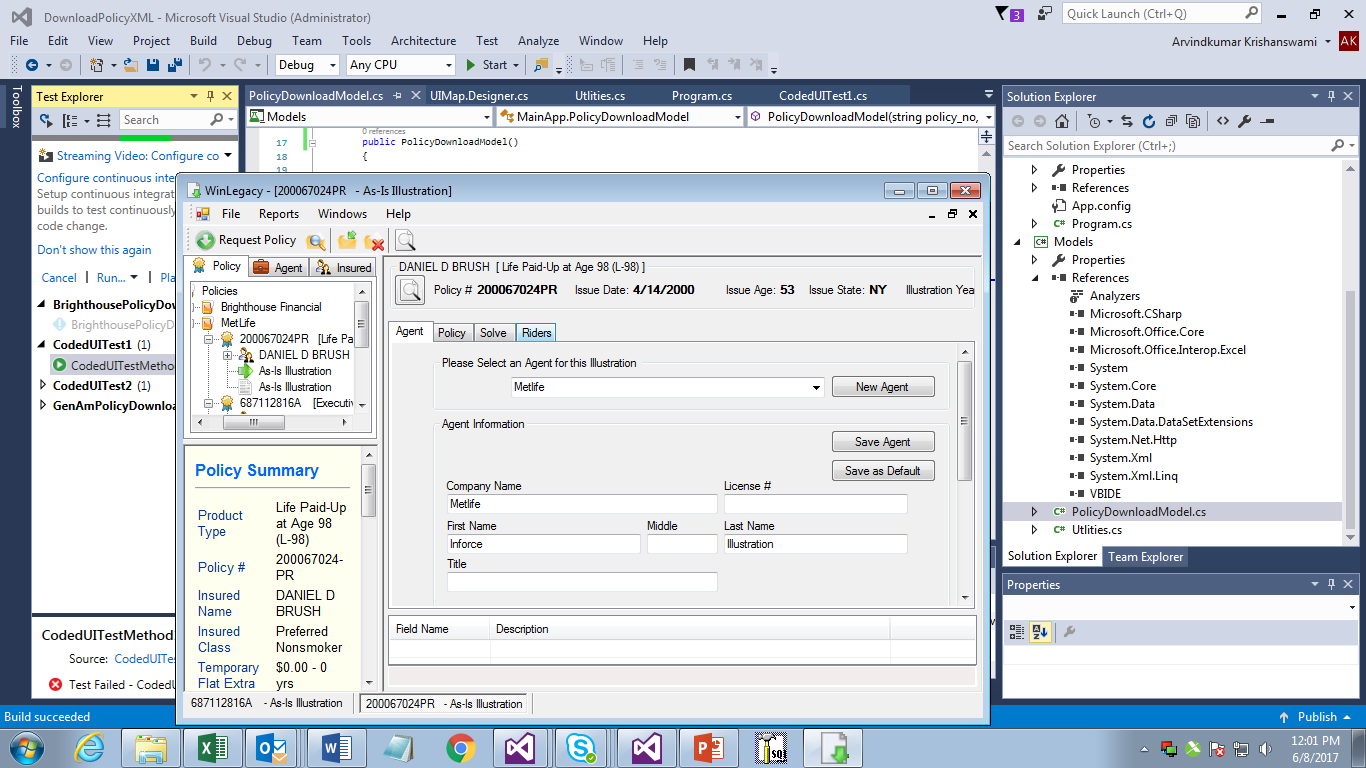 DownloadPolicyXML - Microsoft Visual Studio (Administrator)
3
Quick Launch (Ctrl+Q)
File Edit View Project Build Debug Team Tools Architecture Test Analyze Window Help
Arvindkumar Krishanswami AK
Debug Any CPU Start
Toolbox
Test Explorer
Search
Streaming Video: Configure co
Configure continuous inte
Setup continuous integrat
builds to test continuously
code change.
Don't show this again
Cancel Run... Pla
BrighthousePolicyDow
BrighthousePolicyD
CodedUITest1 (1)
CodedUITestMetho
CodedUITest2 (1)
GenAmPolicyDownloa
CodedUITestMethod
Source: CodedUITes
Test Failed - CodedU
PolicyDownloadModel.cs UIMap.Designer.cs Utlities.cs Program.cs CodedUITest1.cs
Models MainApp.PolicyDownloadModel PolicyDownloadModel(string policy_no,
0 references
17 public PolicyDownloadModel()
18 {
19
WinLegacy - [200067024PR - As-Is Illustration]
File Reports Windows Help
Request Policy
Policy Agent Insured
Policies
Brighthouse Financial
MetLife
200067024PR [Life Pa
DANIEL D BRUSH
As-Is Illustration
As-Is Illustration
687112816A [Executiv
Policy Summary
Product Type
Life Paid-Up
at Age 98
(L-98)
Policy #
200067024-
PR
Insured Name
DANIEL D
BRUSH
Insured Class
Preferred
Nonsmoker
Temporary Flat Extra
$0.00 - 0
yrs
DANIEL D BRUSH [ Life Paid-Up at Age 98 (L-98) ]
Policy # 200067024PR Issue Date: 4/14/2000 Issue Age: 53 Issue State: NY Illustration Yea
Agent Policy Solve Riders
Please Select an Agent for this Illustration
Metlife New Agent
Agent Information
Save Agent
Save as Default
Company Name License #
Metlife
First Name Middle Last Name
Inforce Illustration
Title
Field Name Description
687112816A - As-Is Illustration 200067024PR - As-Is Illustration
Solution Explorer
Search Solution Explorer (Ctrl+;)
Properties
References
App.config
Program.cs
Models
Properties
References
Analyzers
Microsoft.CSharp
Microsoft.Office.Core
Microsoft.Office.Interop.Excel
System
System.Core
System.Data
System.Data.DataSetExtensions
System.Net.Http
System.Xml
System.Xml.Linq
VBIDE
PolicyDownloadModel.cs
Utlities.cs
Solution Explorer Team Explorer
Properties
Build succeeded
Publish
12:01 PM
6/8/2017